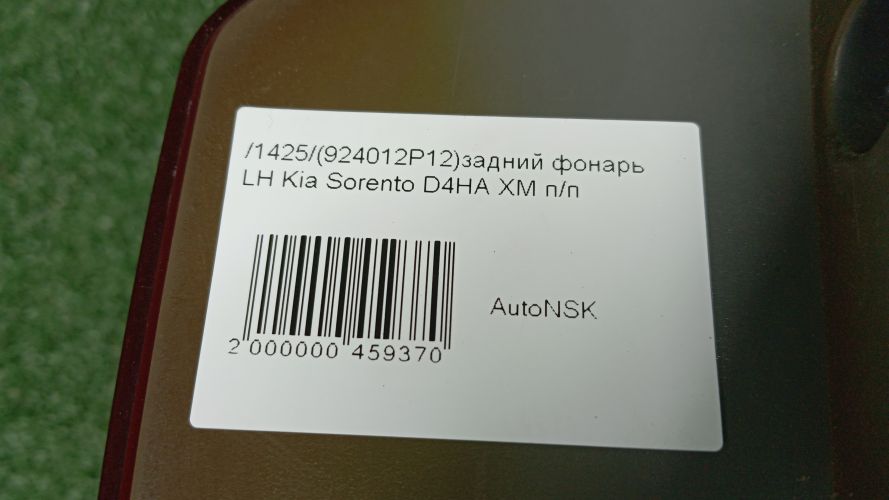 /1425/(924012P12)задний фонарь
LH Kia Sorento D4HA XM п/п
AutoNSK
2 000000 459370